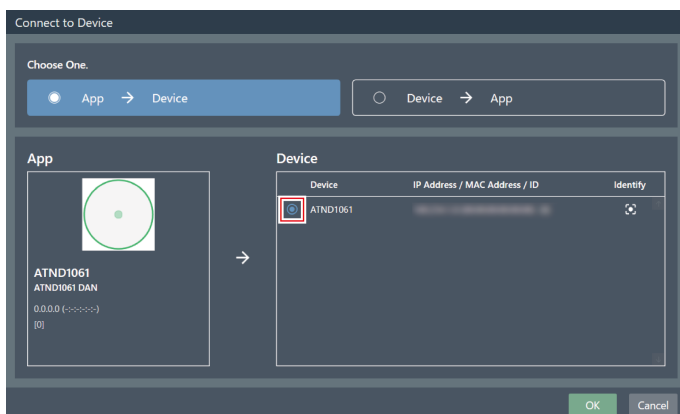 Connect to Device
Choose One.
App → Device
Device → App
App
ATND1061
ATND1061 DAN
0.0.0.0 (-:-:-:-:-:-)
[0]
→
Device
Device IP Address / MAC Address / ID Identify
ATND1061
OK Cancel